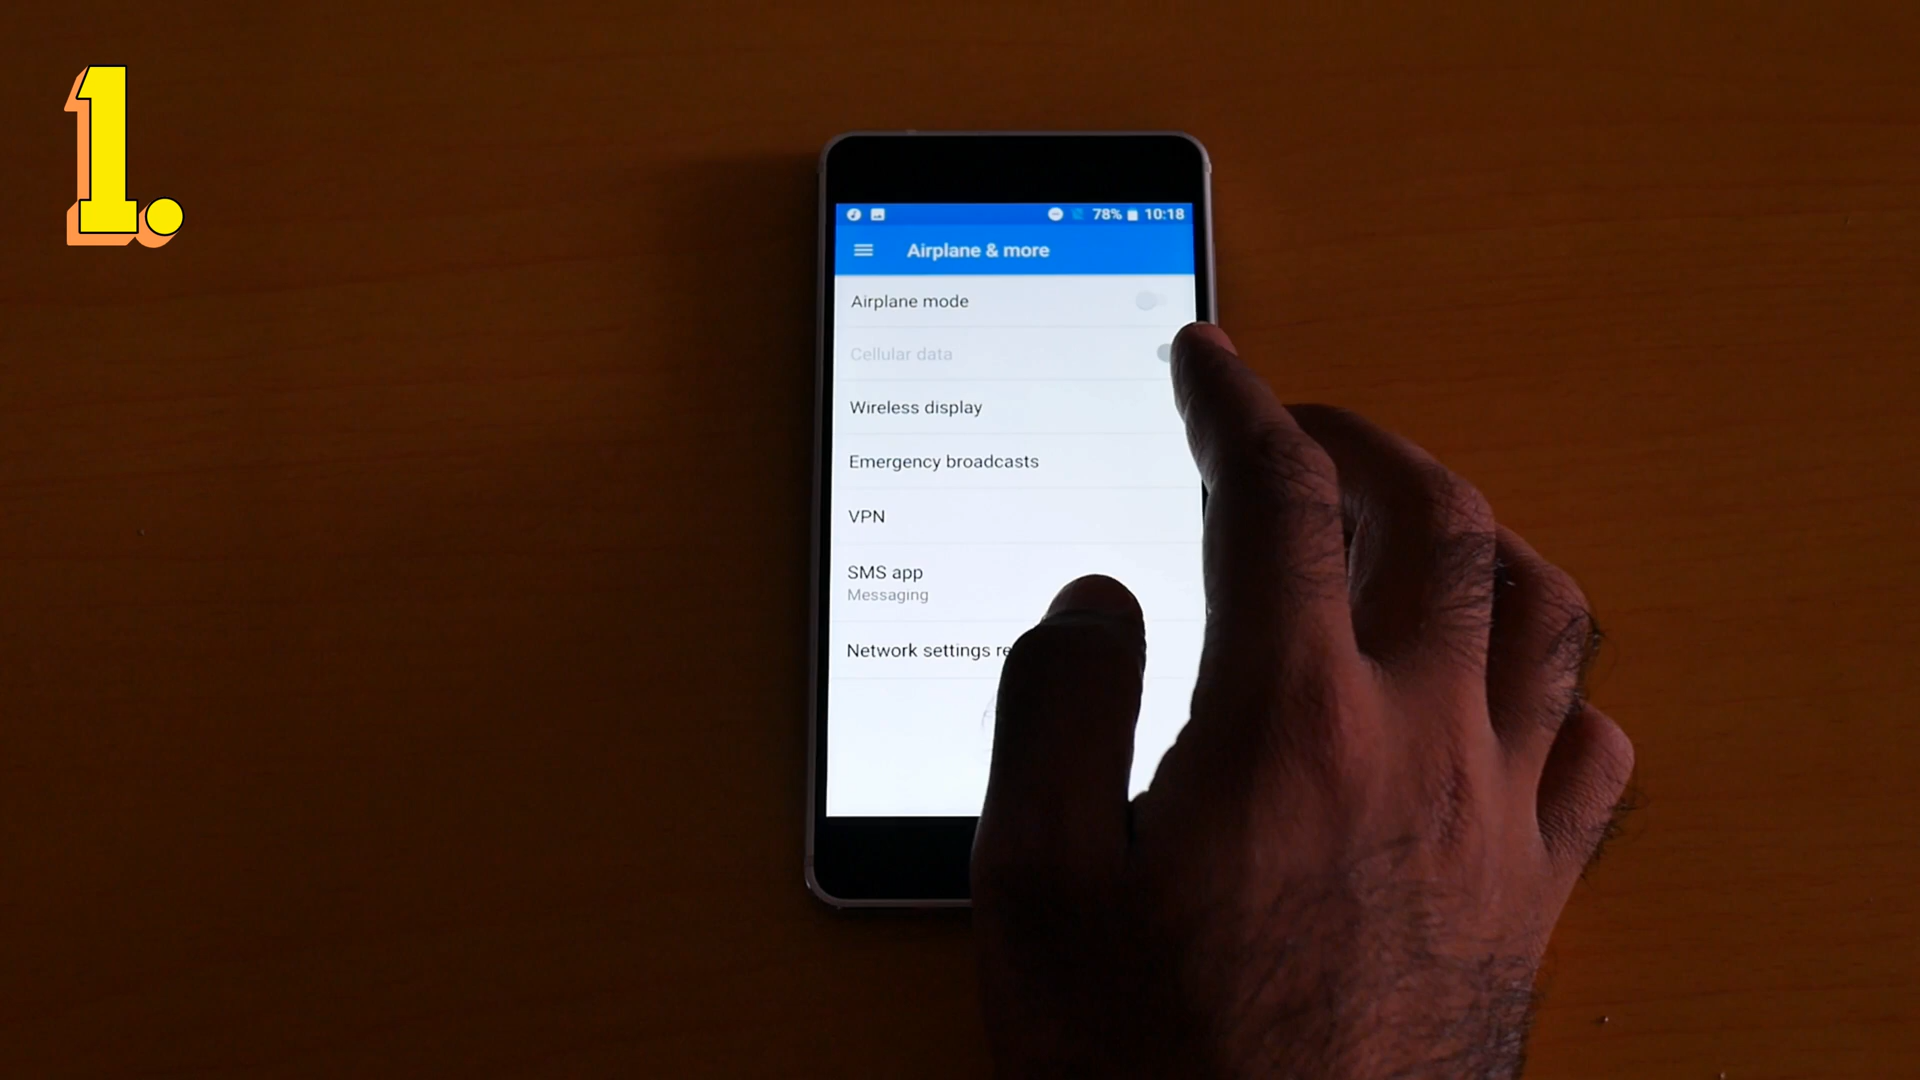 1.
78% 10:18
Airplane & more
Airplane mode
Cellular data
Wireless display
Emergency broadcasts
VPN
SMS app
Messaging
Network settings